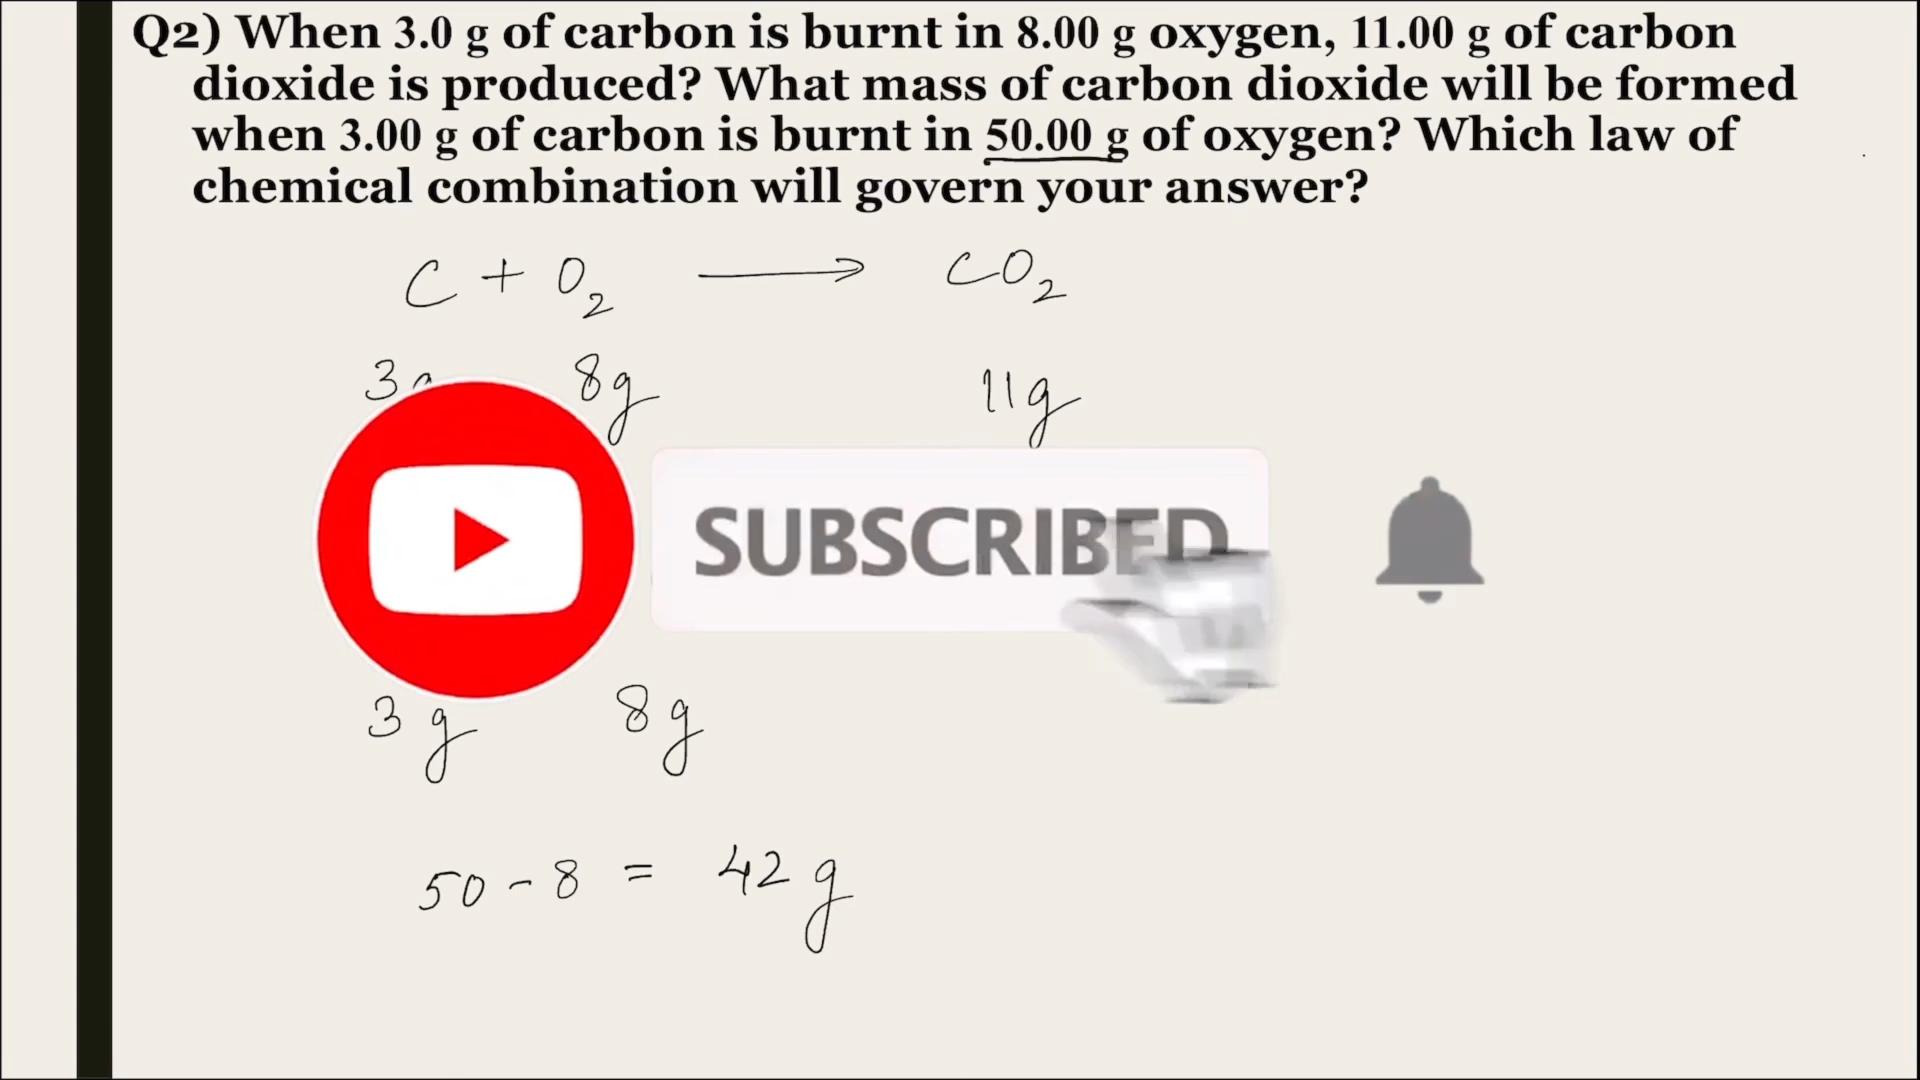 Q2) When 3.0 g of carbon is burnt in 8.00 g oxygen, 11.00 g of carbon
dioxide is produced? What mass of carbon dioxide will be formed
when 3.00 g of carbon is burnt in 50.00 g of oxygen? Which law of
chemical combination will govern your answer?
C + O₂ ⟶ CO₂
3g 8g 11g
SUBSCRIBED
3g 8g
50 - 8 = 42 g